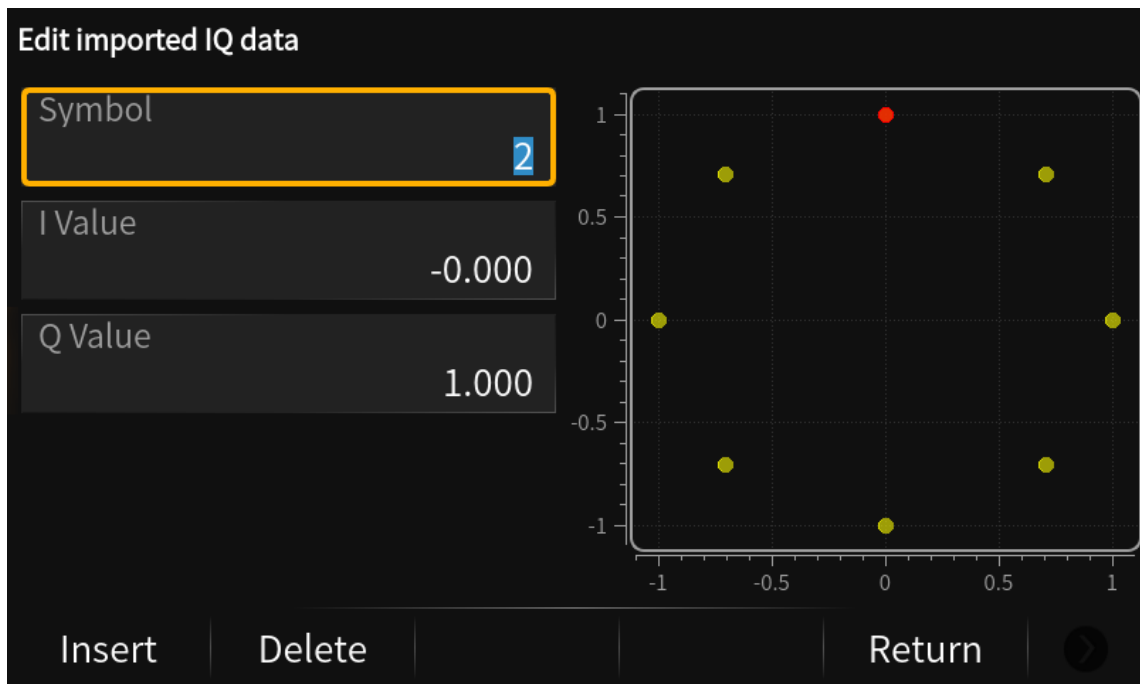 Edit imported IQ data
Symbol
2
I Value
-0.000
Q Value
1.000
1
0.5
0
-0.5
-1
-1 -0.5 0 0.5 1
Insert Delete Return